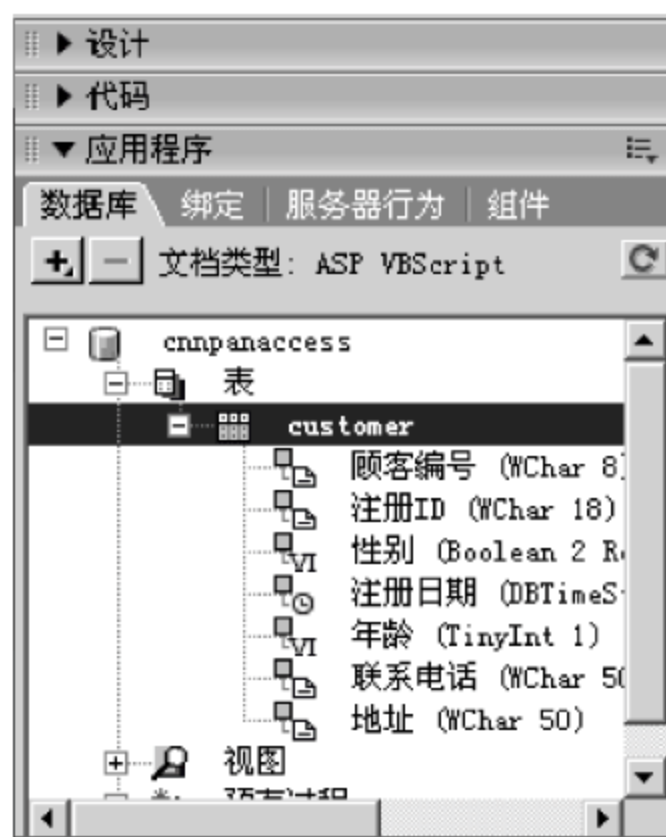 设计
代码
应用程序
数据库 绑定 服务器行为 组件
文档类型: ASP VBScript
cnnpanaccess
表
customer
顾客编号 (WChar 8)
注册ID (WChar 18)
性别 (Boolean 2 R
注册日期 (DBTimeS
年龄 (TinyInt 1)
联系电话 (WChar 50
地址 (WChar 50)
视图